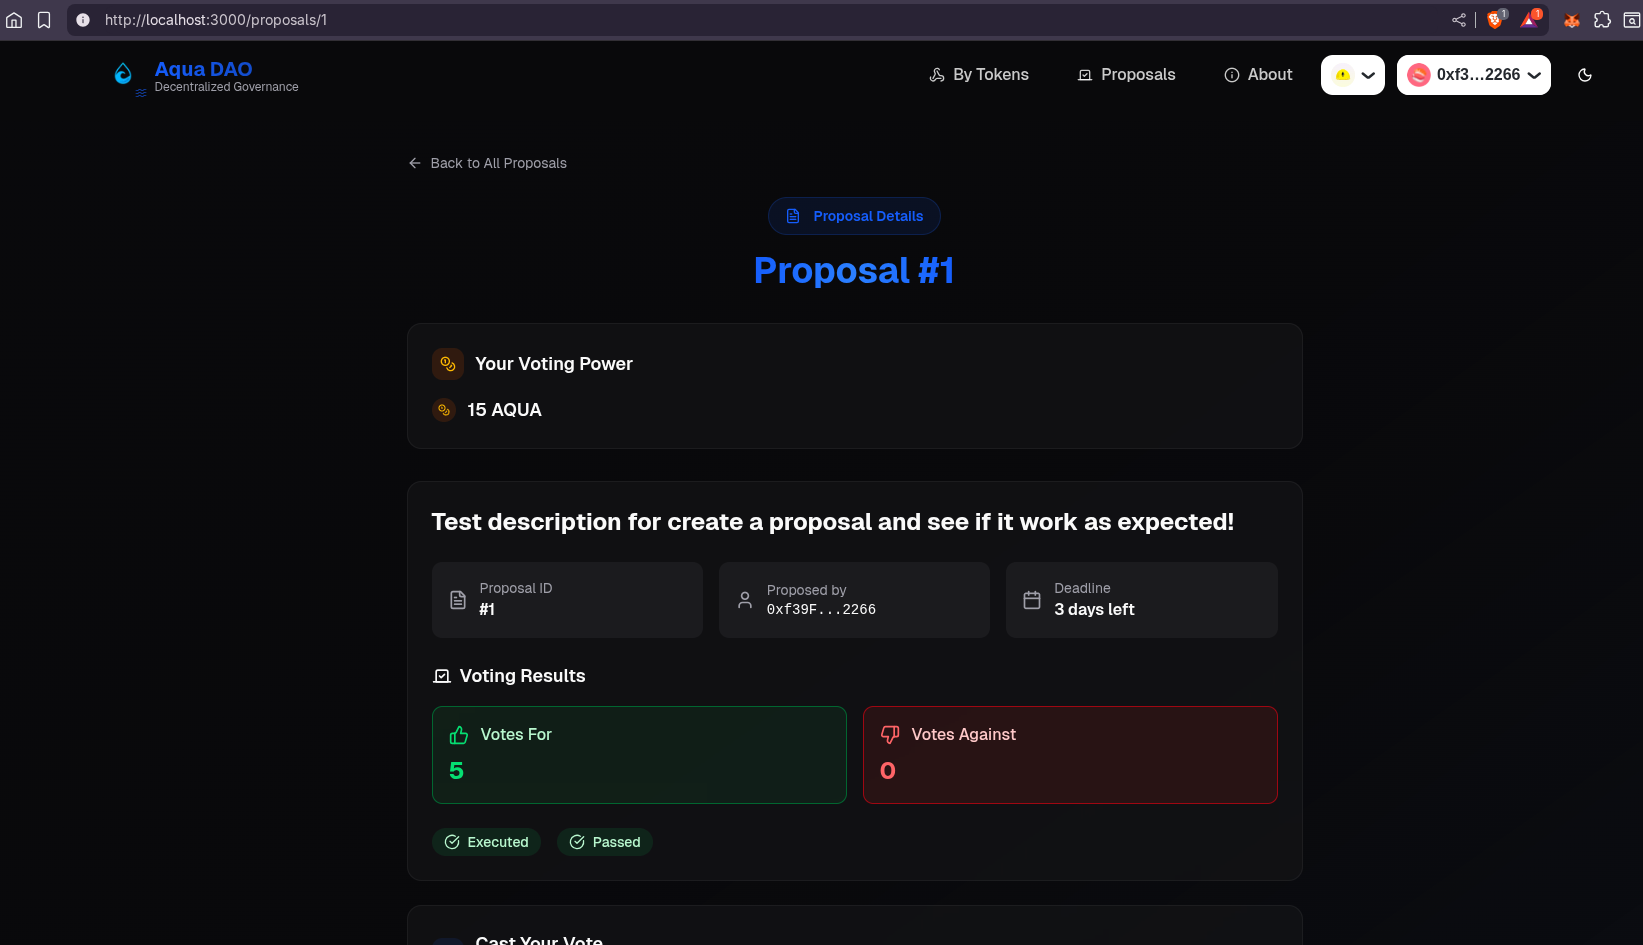 http://localhost:3000/proposals/1
1
1
Aqua DAO
Decentralized Governance
By Tokens
Proposals
About
0xf3...2266
Back to All Proposals
Proposal Details
Proposal #1
Your Voting Power
15 AQUA
Test description for create a proposal and see if it work as expected!
Proposal ID
#1
Proposed by
0xf39F...2266
Deadline
3 days left
Voting Results
Votes For
5
Votes Against
0
Executed
Passed
Cast Your Vote